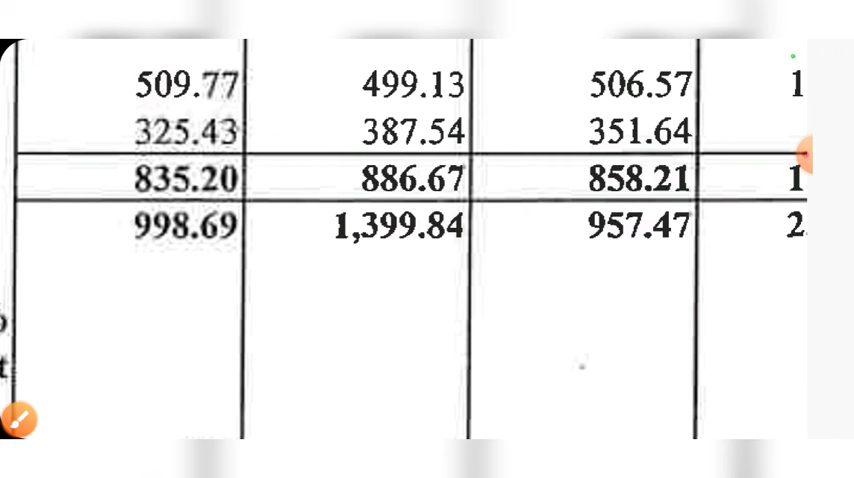 509.77 499.13 506.57 1
325.43 387.54 351.64
835.20 886.67 858.21 1
998.69 1,399.84 957.47 2
t